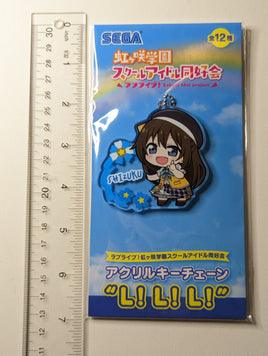 SEGA
全12種
虹ヶ咲学園
スクールアイドル同好会
ラブライブ! School idol project
SHIZUKU
ラブライブ!虹ヶ咲学園スクールアイドル同好会
アクリルキーチェーン
"L! L! L!"